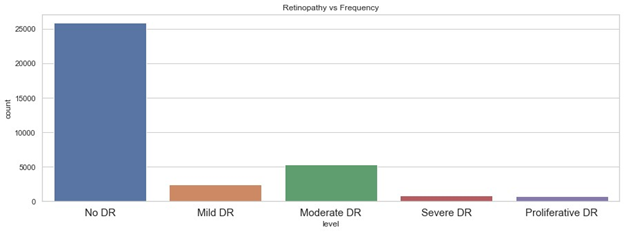 Retinopathy vs Frequency
count
25000
20000
15000
10000
5000
0
No DR Mild DR Moderate DR Severe DR Proliferative DR
level